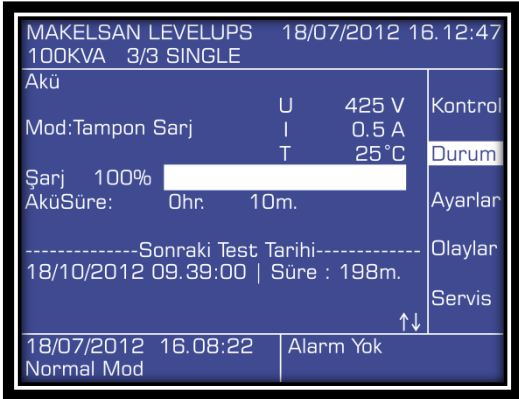 MAKELSAN LEVELUPS 18/07/2012 16.12:47
100KVA 3/3 SINGLE
Akü
U 425 V
Mod:Tampon Sarj I 0.5 A
T 25°C
Şarj 100%
AküSüre: 0hr. 10m.
--------------Sonraki Test Tarihi-------------
18/10/2012 09.39:00 | Süre : 198m.
↑↓
Kontrol
Durum
Ayarlar
Olaylar
Servis
18/07/2012 16.08:22
Normal Mod
Alarm Yok